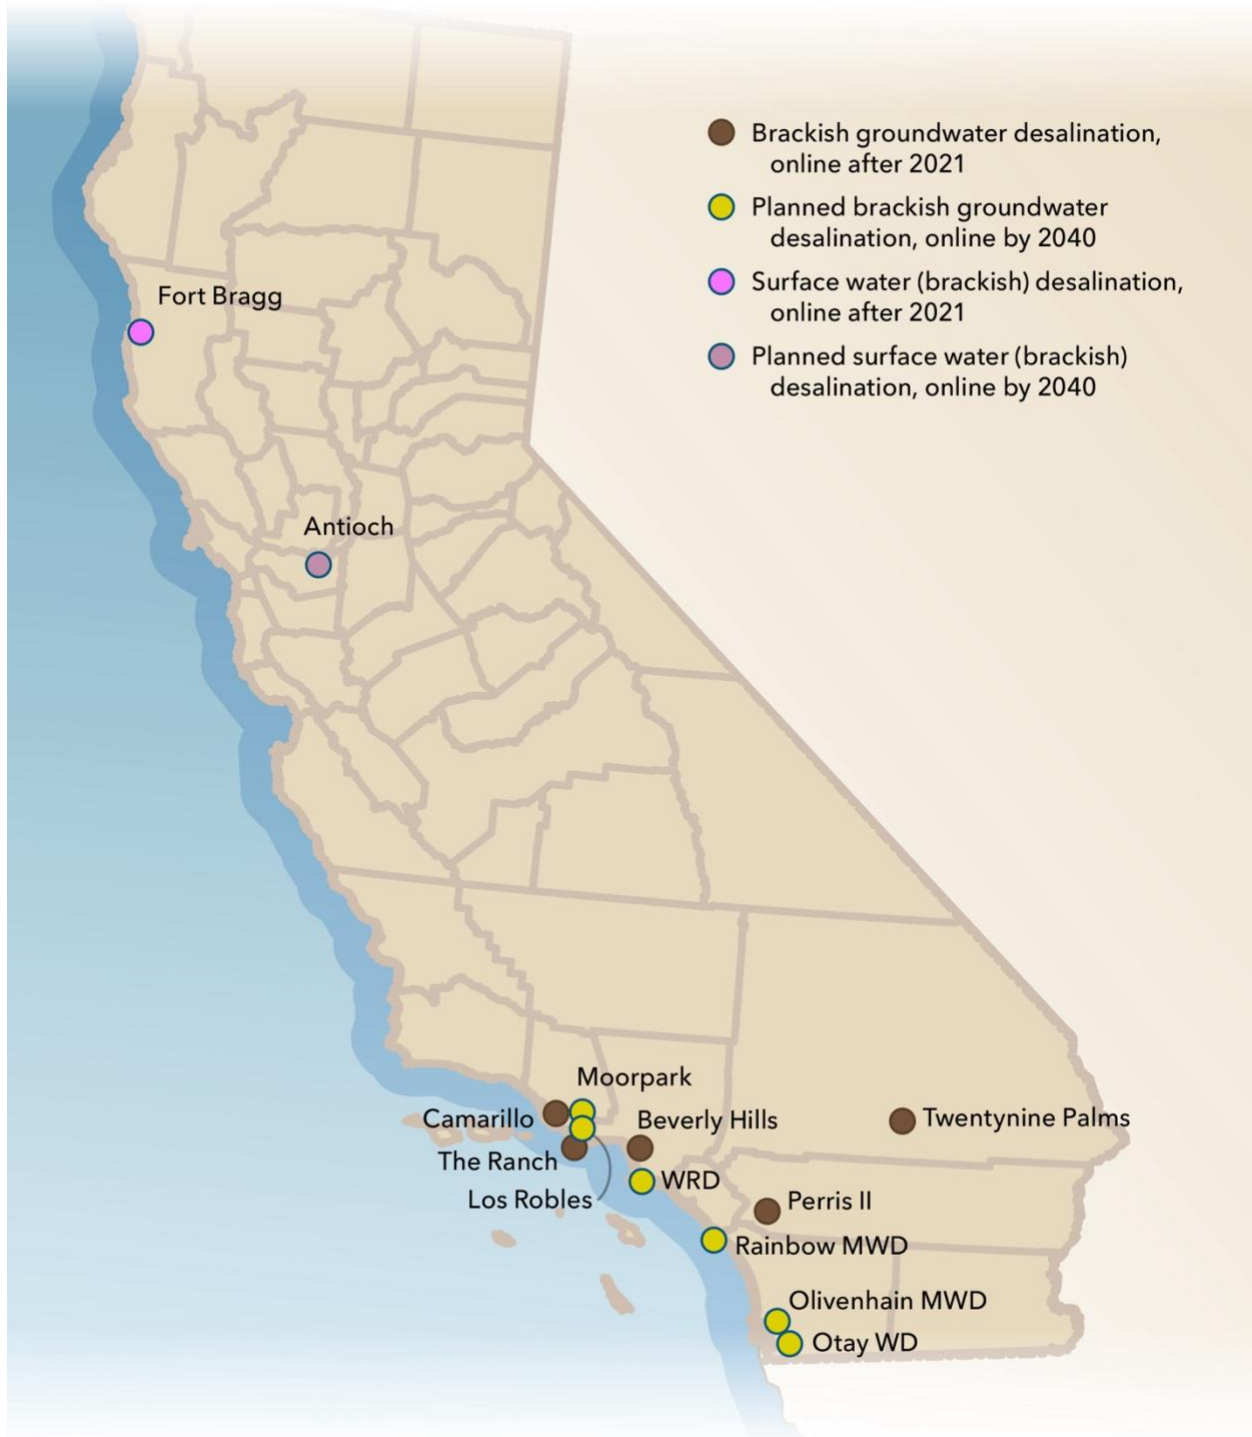 Brackish groundwater desalination,
online after 2021
Planned brackish groundwater
desalination, online by 2040
Surface water (brackish) desalination,
online after 2021
Planned surface water (brackish)
desalination, online by 2040
Fort Bragg
Antioch
Moorpark
Camarillo
Beverly Hills
Twentynine Palms
The Ranch
Los Robles
WRD
Perris II
Rainbow MWD
Olivenhain MWD
Otay WD